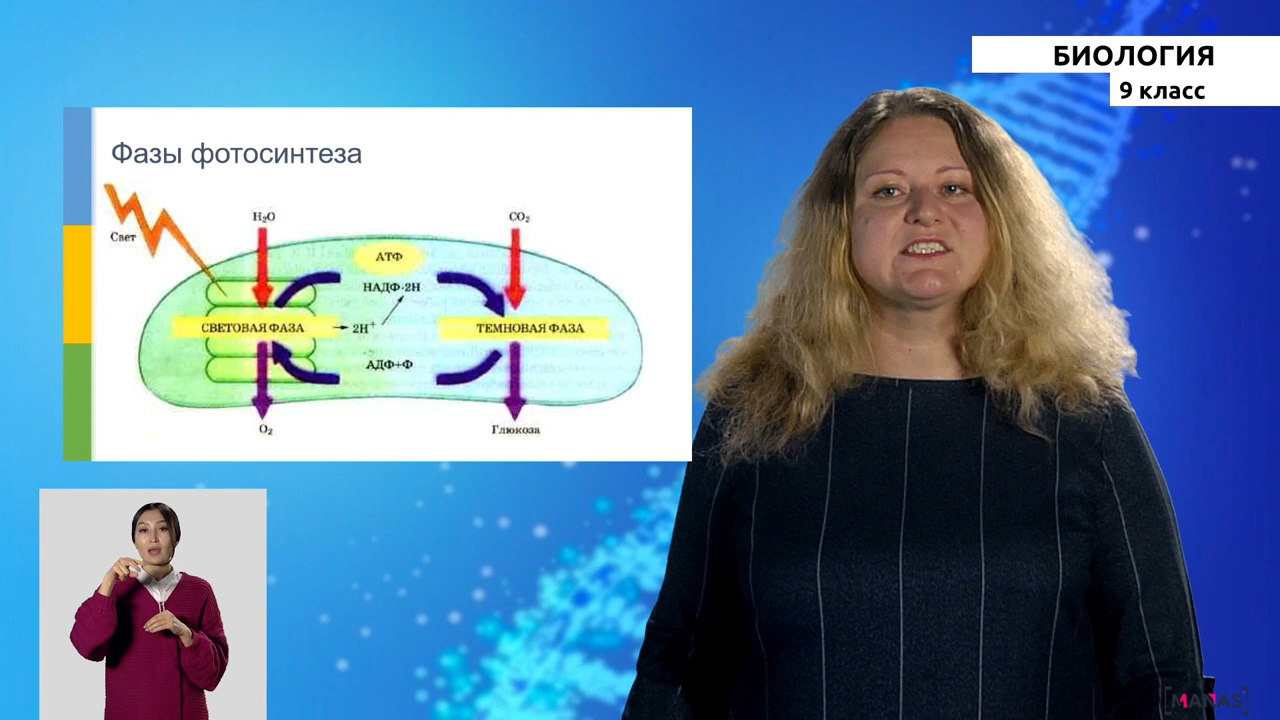 БИОЛОГИЯ
9 класс
Фазы фотосинтеза
Свет
H₂O
CO₂
АТФ
НАДФ·2Н
СВЕТОВАЯ ФАЗА
2H⁺
ТЕМНОВАЯ ФАЗА
АДФ+Ф
O₂
Глюкоза
MANAS